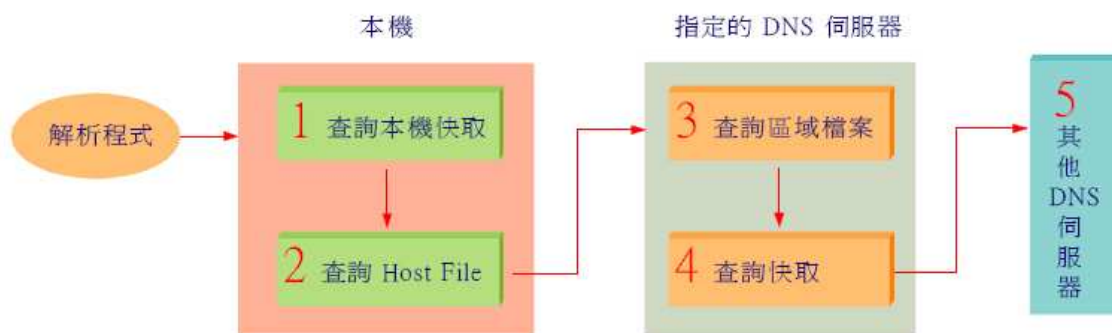 本機
指定的 DNS 伺服器
解析程式
1 查詢本機快取
2 查詢 Host File
3 查詢區域檔案
4 查詢快取
5
其他 DNS 伺服器